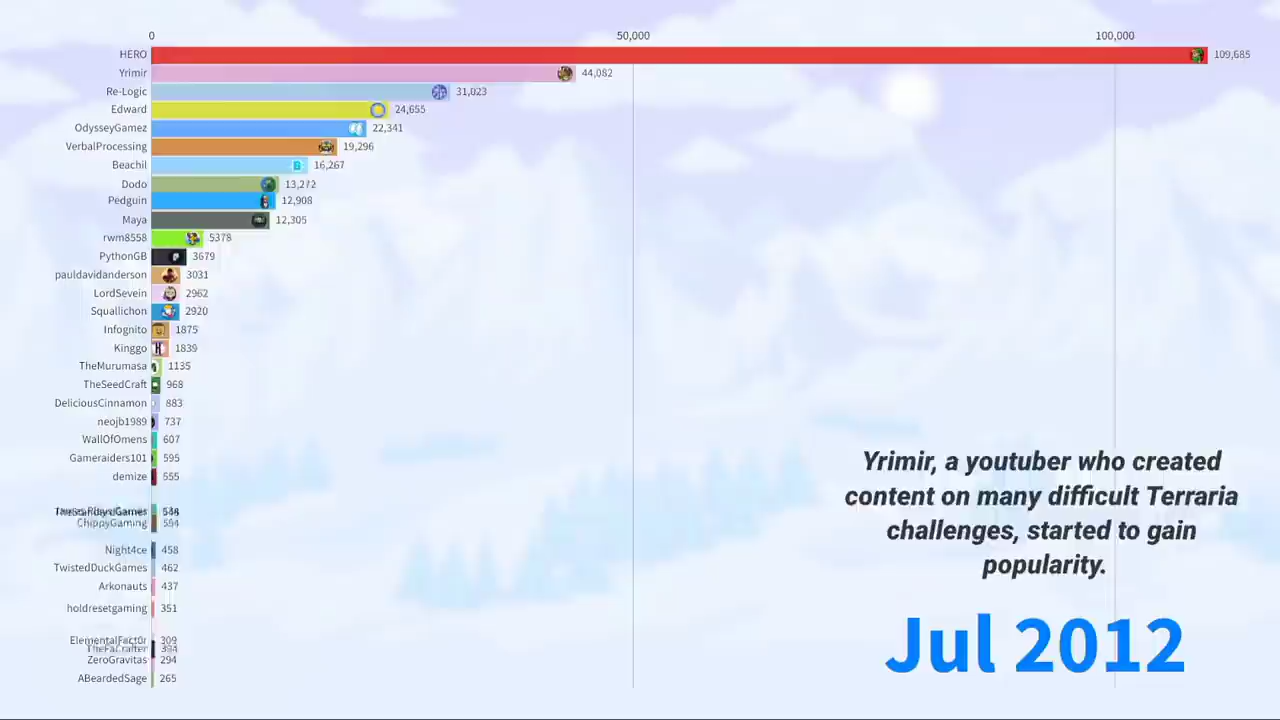 0 50,000 100,000
HERO 109,685
Yrimir 44,082
Re-Logic 31,023
Edward 24,655
OdysseyGamez 22,341
VerbalProcessing 19,296
Beachil 16,267
Dodo 13,272
Pedguin 12,908
Maya 12,305
rwm8558 5378
PythonGB 3679
pauldavidanderson 3031
LordSevein 2962
Squallichon 2920
Infognito 1875
Kinggo 1839
TheMurumasa 1135
TheSeedCraft 968
DeliciousCinnamon 883
neojb1989 737
WallOfOmens 607
Gameraiders101 595
demize 555
ChippyGaming
Night4ce 458
TwistedDuckGames 462
Arkonauts 437
holdresetgaming 351
ElementalFact0r 309
ZeroGravitas 294
ABeardedSage 265
Yrimir, a youtuber who created
content on many difficult Terraria
challenges, started to gain
popularity.
Jul 2012